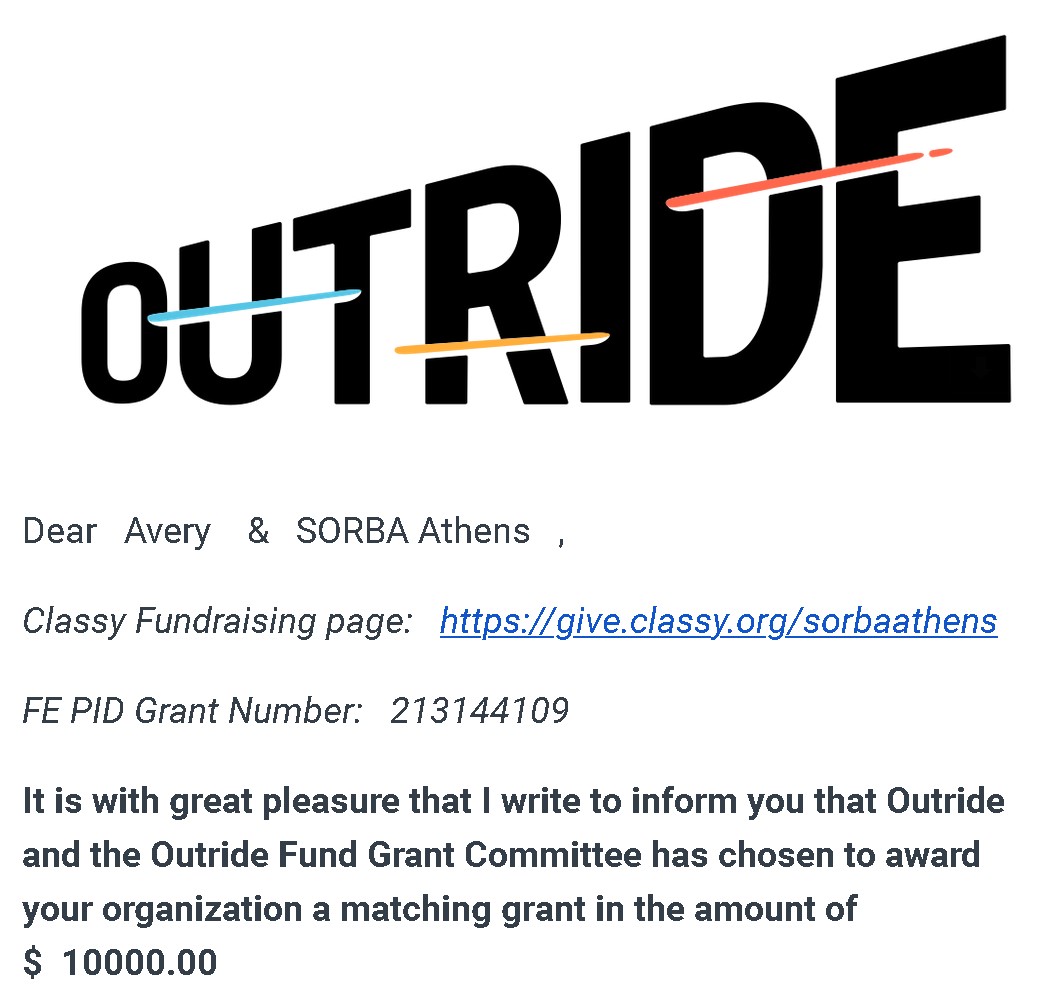 OUTRIDE
Dear Avery & SORBA Athens ,
Classy Fundraising page: https://give.classy.org/sorbaathens
FE PID Grant Number: 213144109
It is with great pleasure that I write to inform you that Outride
and the Outride Fund Grant Committee has chosen to award
your organization a matching grant in the amount of
$ 10000.00